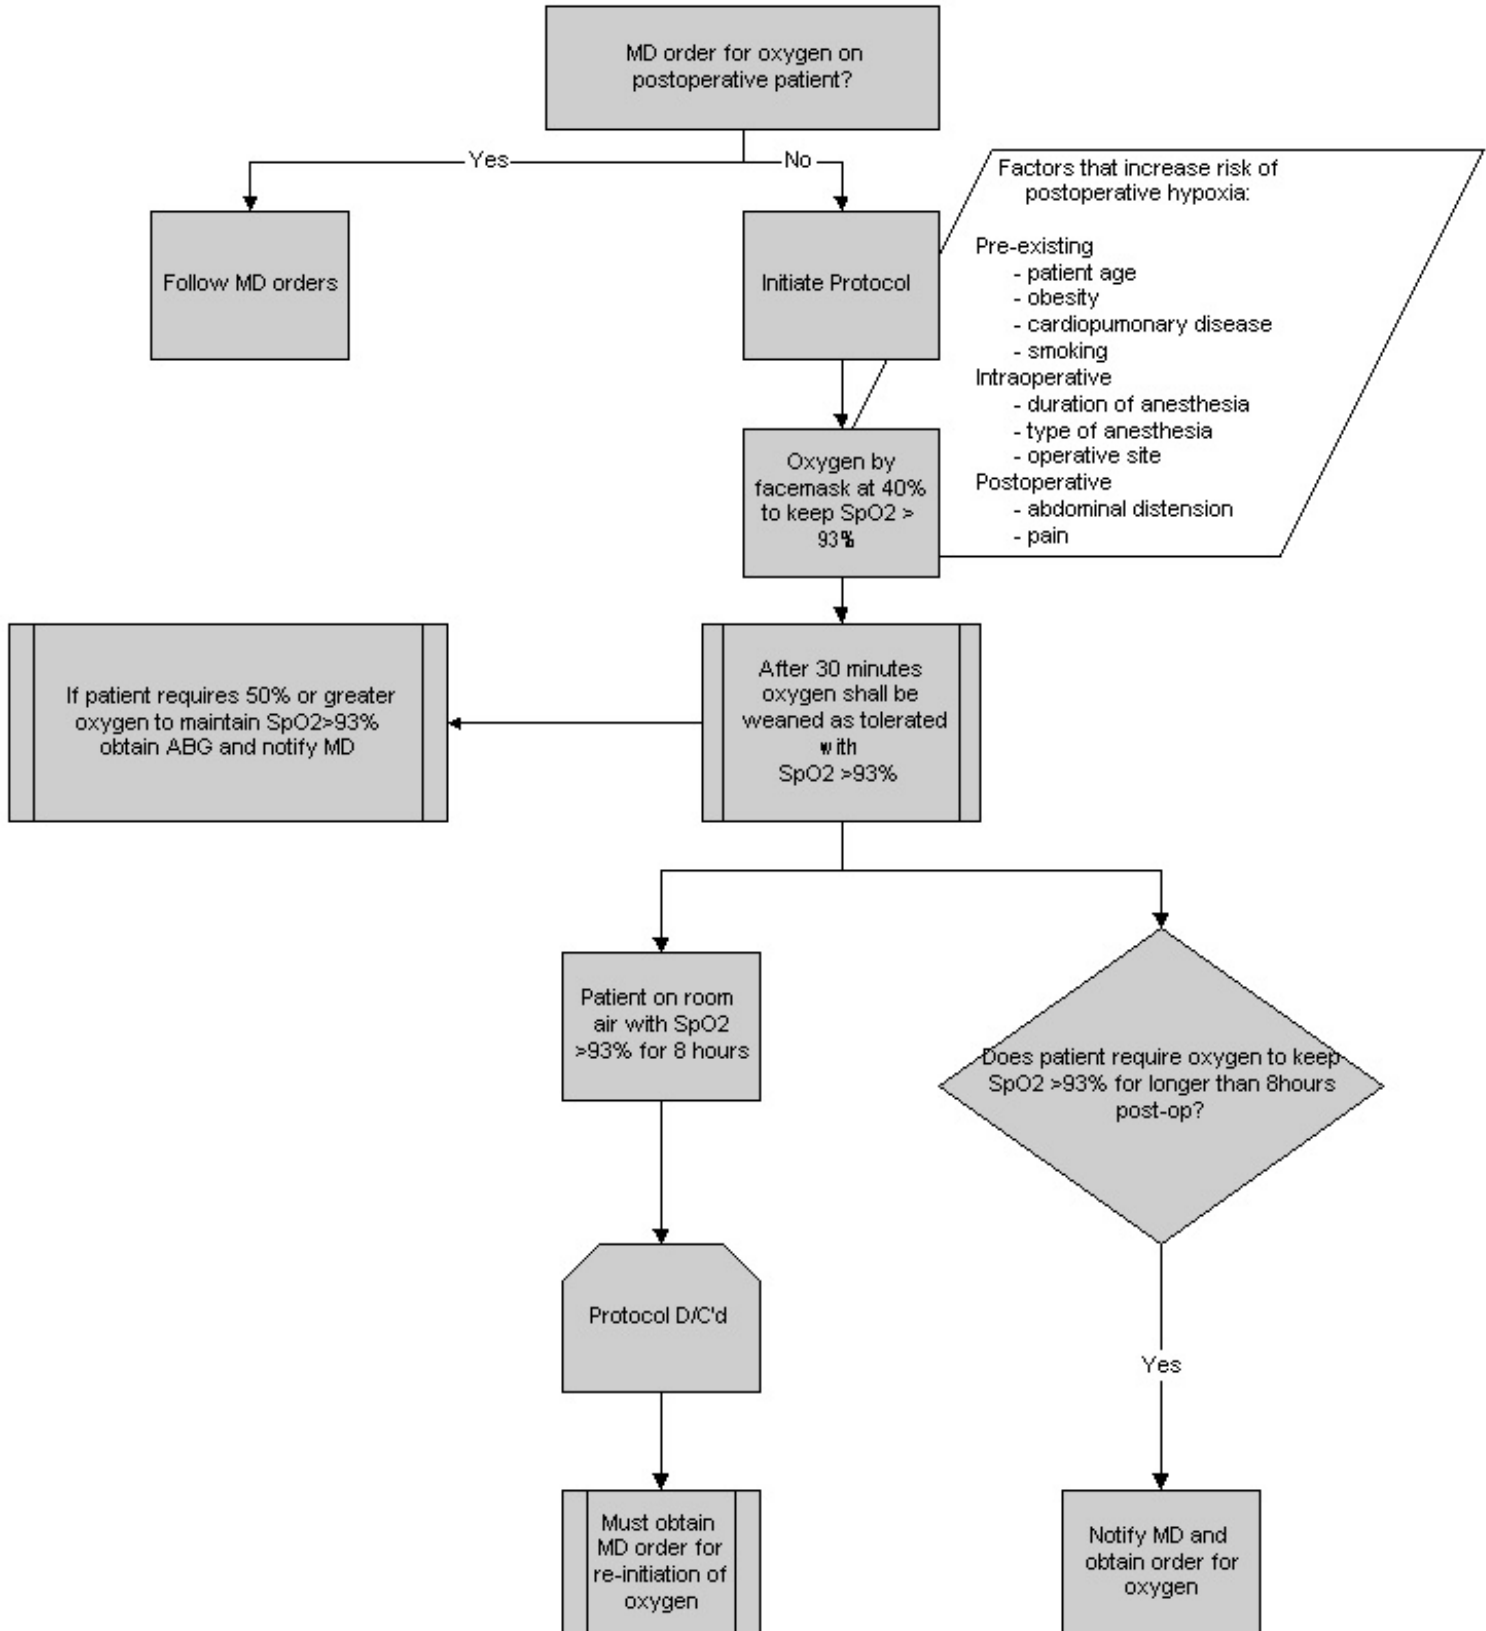 MD order for oxygen on
postoperative patient?
Yes
No
Follow MD orders
Initiate Protocol
Factors that increase risk of
postoperative hypoxia:
Pre-existing
- patient age
- obesity
- cardiopumonary disease
- smoking
Intraoperative
- duration of anesthesia
- type of anesthesia
- operative site
Postoperative
- abdominal distension
- pain
Oxygen by
facemask at 40%
to keep SpO2 >
93%
If patient requires 50% or greater
oxygen to maintain SpO2>93%
obtain ABG and notify MD
After 30 minutes
oxygen shall be
weaned as tolerated
with
SpO2 >93%
Patient on room
air with SpO2
>93% for 8 hours
Does patient require oxygen to keep
SpO2 >93% for longer than 8hours
post-op?
Protocol D/C'd
Yes
Must obtain
MD order for
re-initiation of
oxygen
Notify MD and
obtain order for
oxygen